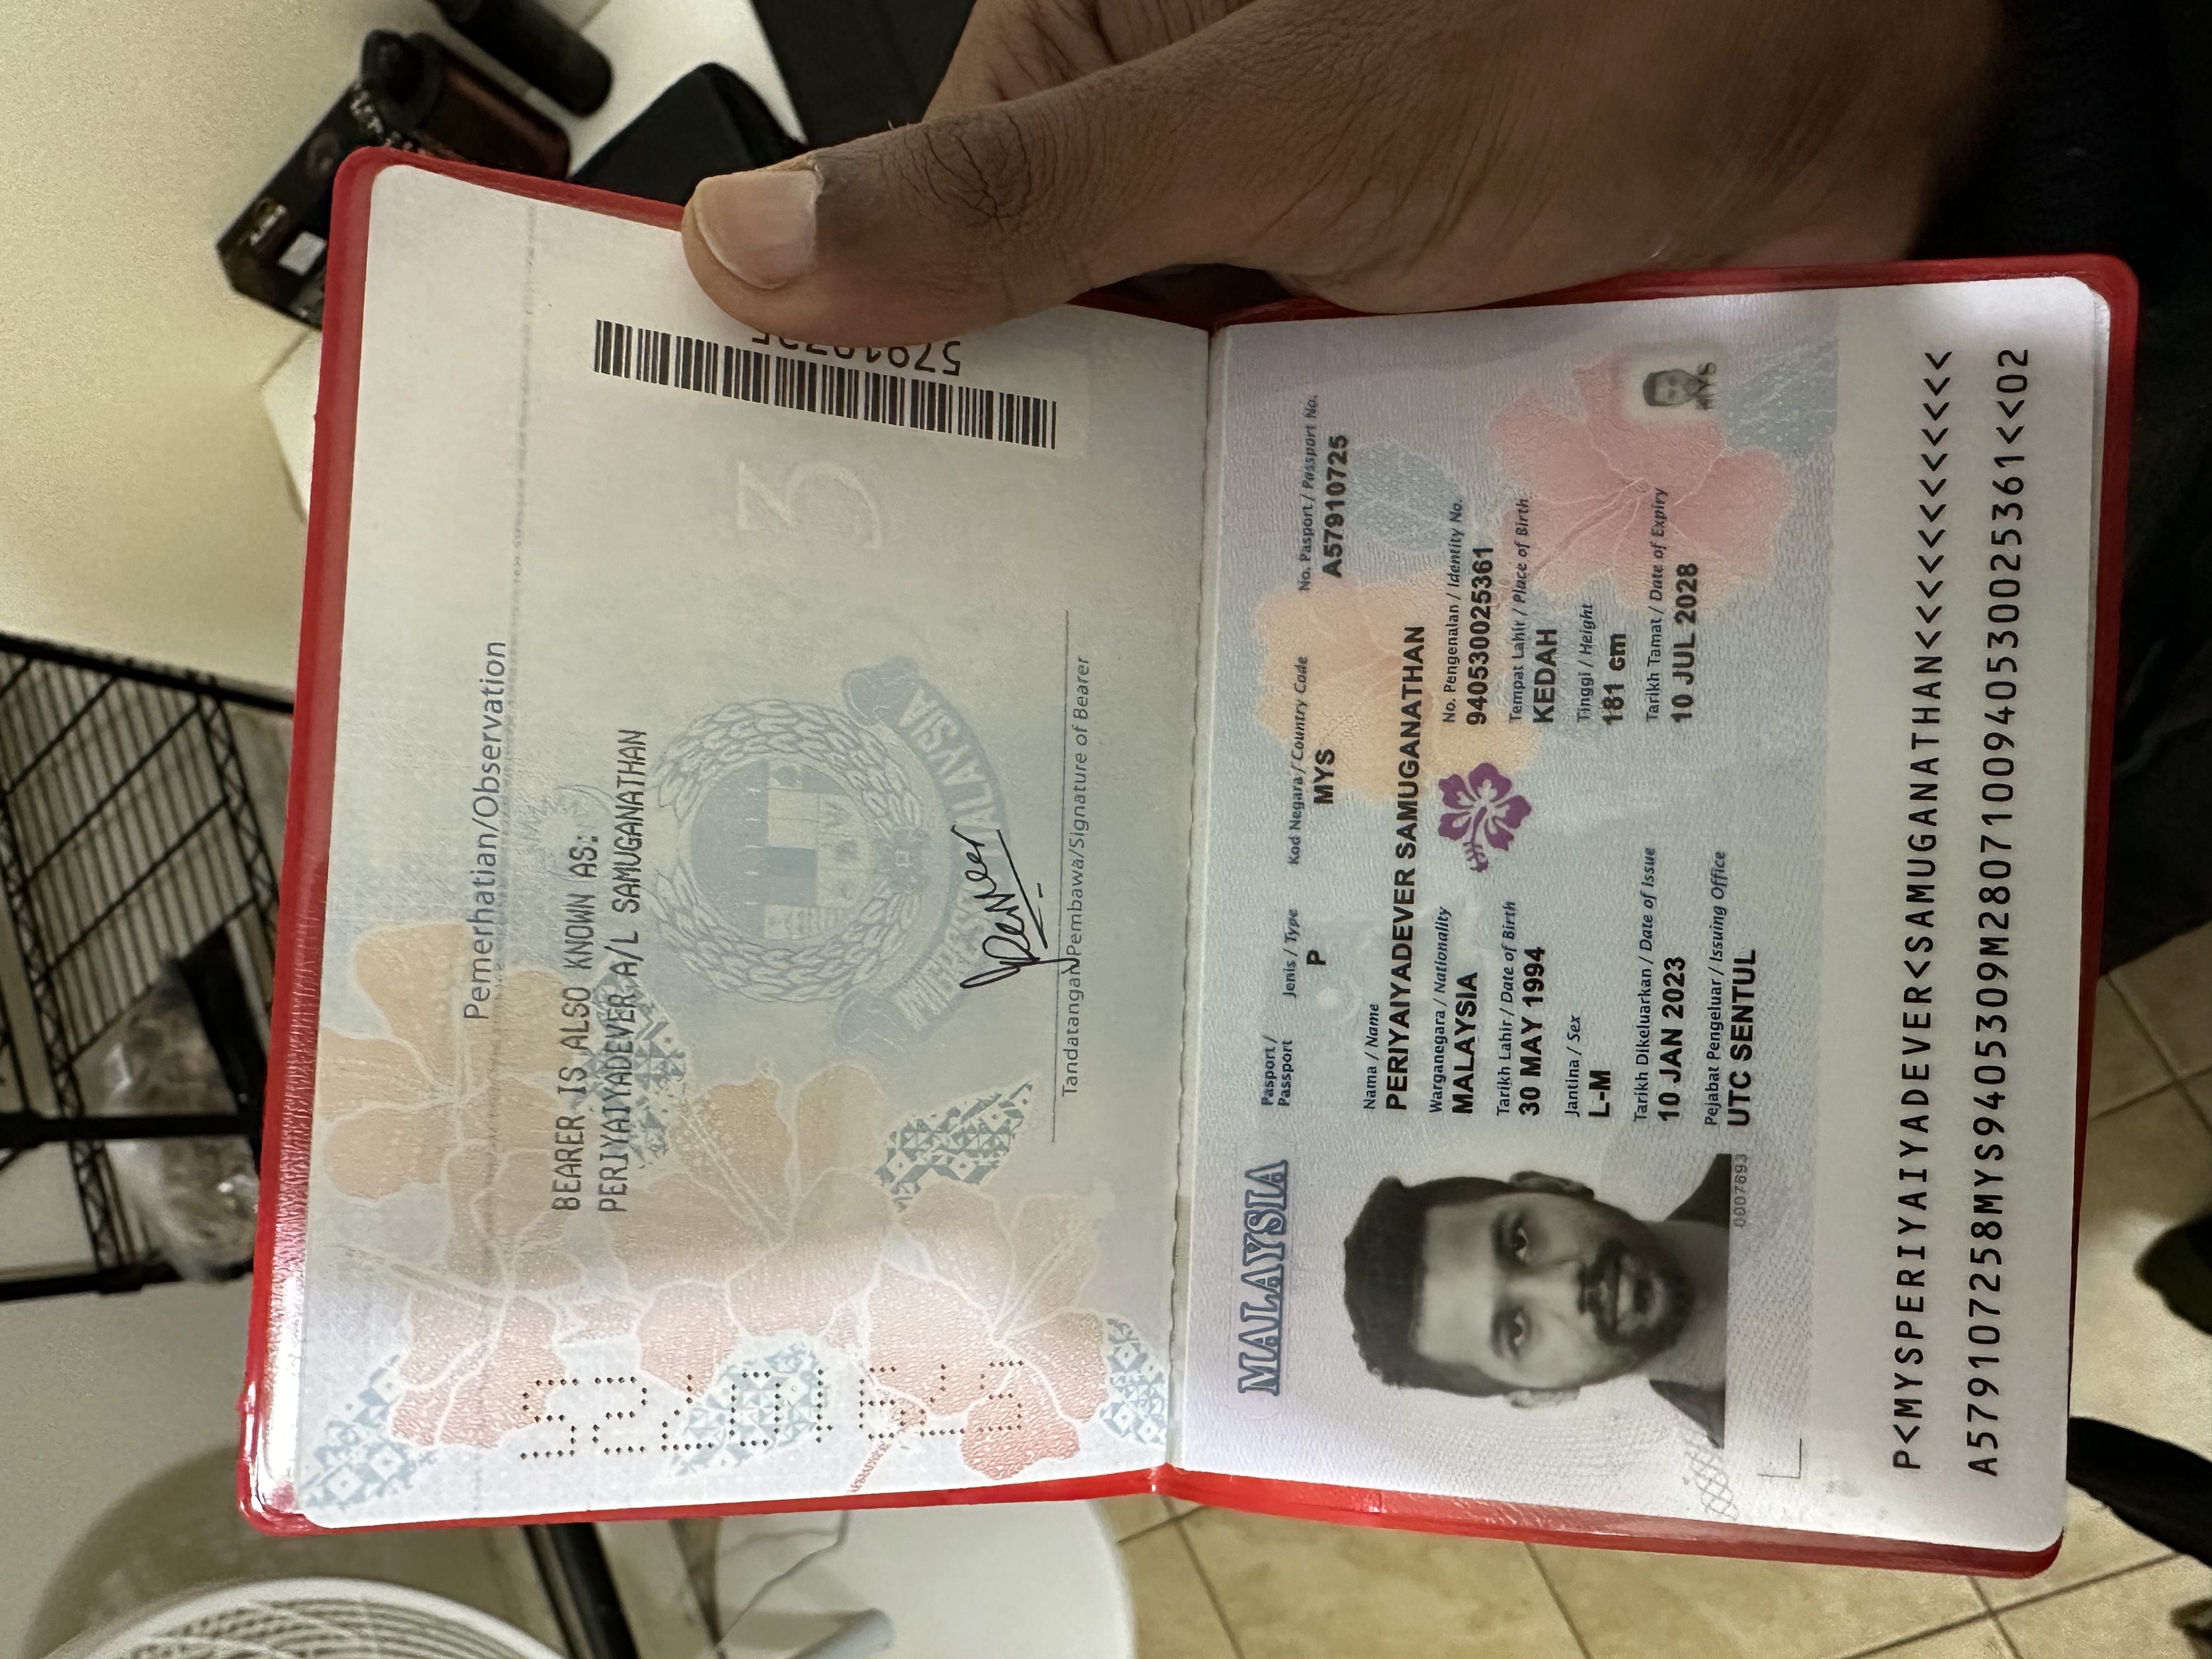 Pemerhatian/Observation
BEARER IS ALSO KNOWN AS:
PERIYAIYADEVER A/L SAMUGANATHAN
3
MALAYSIA
Tandatangan Pembawa/Signature of Bearer
MALAYSIA
Pasport /
Passport
Jenis / Type
P
Kod Negara / Country Code
MYS
No. Pasport / Passport No.
A57910725
Nama / Name
PERIYAIYADEVER SAMUGANATHAN
Warganegara / Nationality
MALAYSIA
No. Pengenalan / Identity No.
940530025361
Tarikh Lahir / Date of Birth
30 MAY 1994
Tempat Lahir / Place of Birth
KEDAH
Jantina / Sex
L-M
Tinggi / Height
181 cm
Tarikh Dikeluarkan / Date of Issue
10 JAN 2023
Tarikh Tamat / Date of Expiry
10 JUL 2028
Pejabat Pengeluar / Issuing Office
UTC SENTUL
0007693
MYS
P<MYSPERIYAIYADEVER<SAMUGANATHAN<<<<<<<<<<<<
A579107258MYS9405309M2807100940530025361<<02